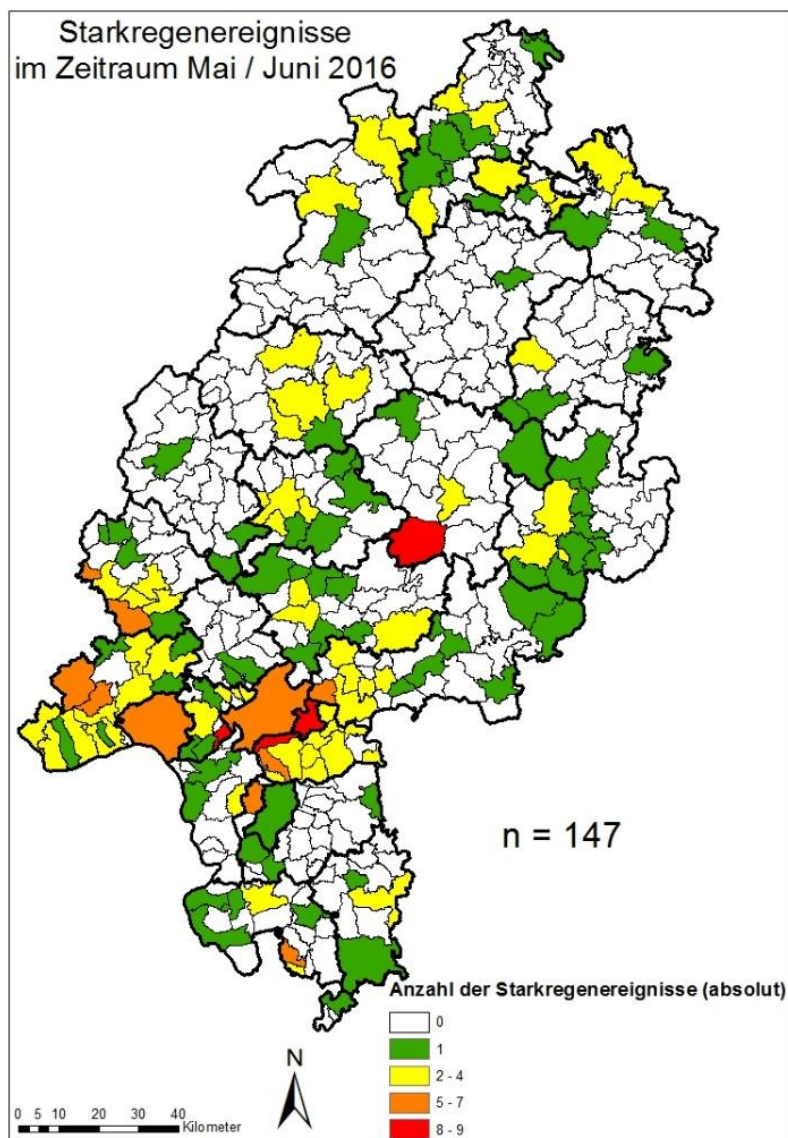 Starkregenereignisse
im Zeitraum Mai / Juni 2016
n = 147
Anzahl der Starkregenereignisse (absolut)
0
1
2 - 4
5 - 7
8 - 9
N
0 5 10 20 30 40
Kilometer